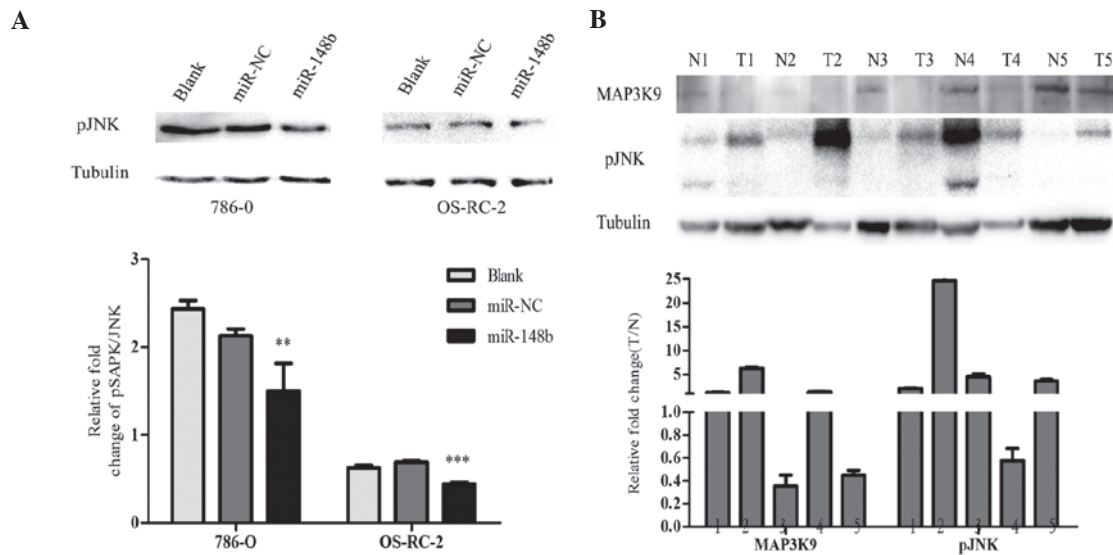 A
Blank miR-NC miR-148b
Blank miR-NC miR-148b
pJNK
Tubulin
786-0 OS-RC-2
3
2
1
0
Relative fold
change of pSAPK/JNK
Blank
miR-NC
miR-148b
**
***
786-O OS-RC-2
B
N1 T1 N2 T2 N3 T3 N4 T4 N5 T5
MAP3K9
pJNK
Tubulin
25
20
15
10
5
1.0
0.8
0.6
0.4
0.2
0.0
Relative fold change(T/N)
1 2 3 4 5 1 2 3 4 5
MAP3K9 pJNK